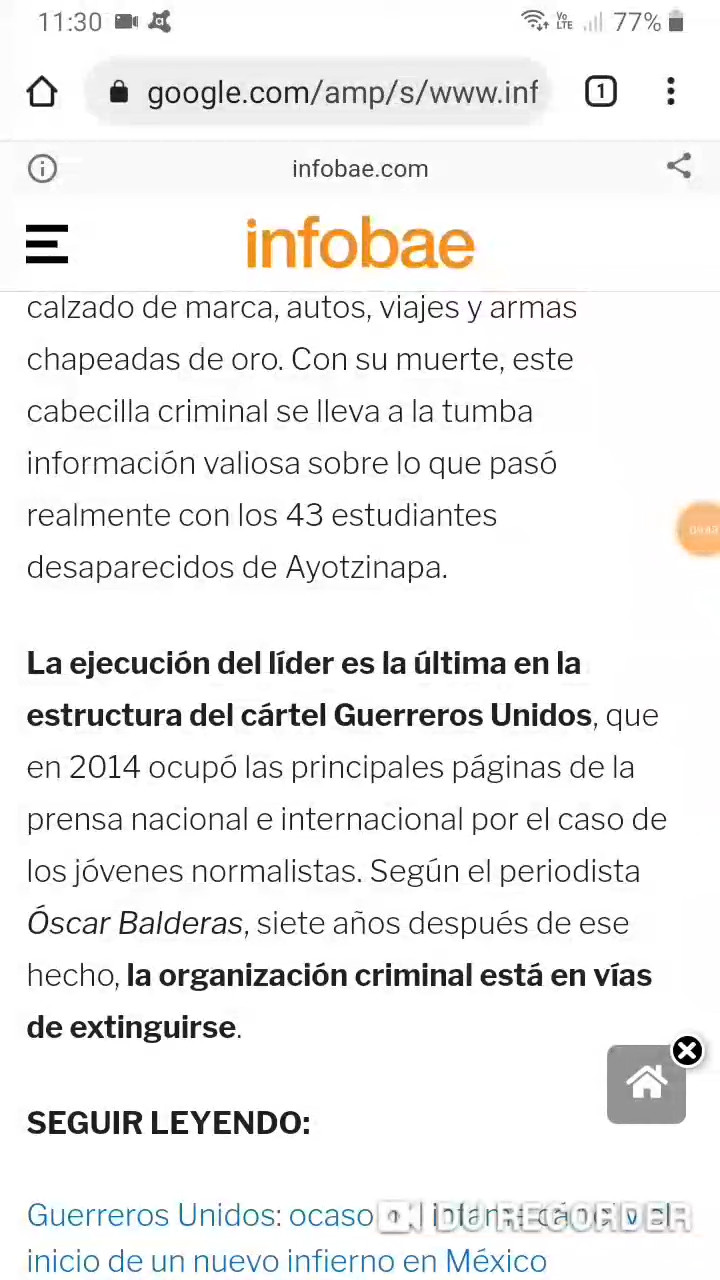 11:30 Vo LTE 77%
google.com/amp/s/www.inf 1
infobae.com
infobae
calzado de marca, autos, viajes y armas
chapeadas de oro. Con su muerte, este
cabecilla criminal se lleva a la tumba
información valiosa sobre lo que pasó
realmente con los 43 estudiantes
desaparecidos de Ayotzinapa.
La ejecución del líder es la última en la
estructura del cártel Guerreros Unidos, que
en 2014 ocupó las principales páginas de la
prensa nacional e internacional por el caso de
los jóvenes normalistas. Según el periodista
Óscar Balderas, siete años después de ese
hecho, la organización criminal está en vías
de extinguirse.
SEGUIR LEYENDO:
Guerreros Unidos: ocaso
DU RECORDER
inicio de un nuevo infierno en México